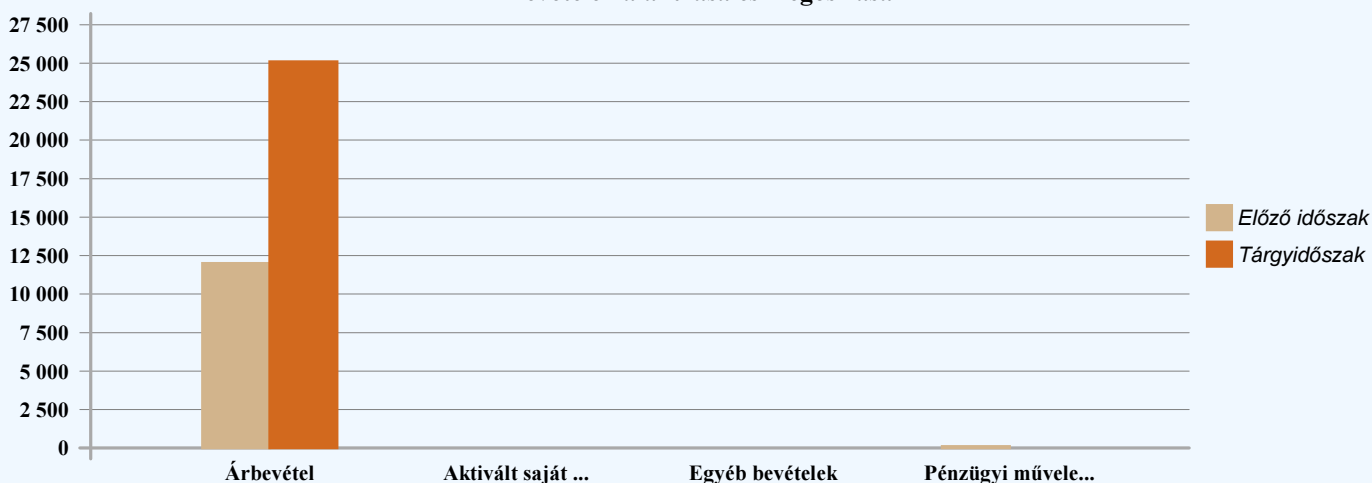 27 500
25 000
22 500
20 000
17 500
15 000
12 500
10 000
7 500
5 000
2 500
0
Árbevétel
Aktivált saját ...
Egyéb bevételek
Pénzügyi művele...
Előző időszak
Tárgyidőszak